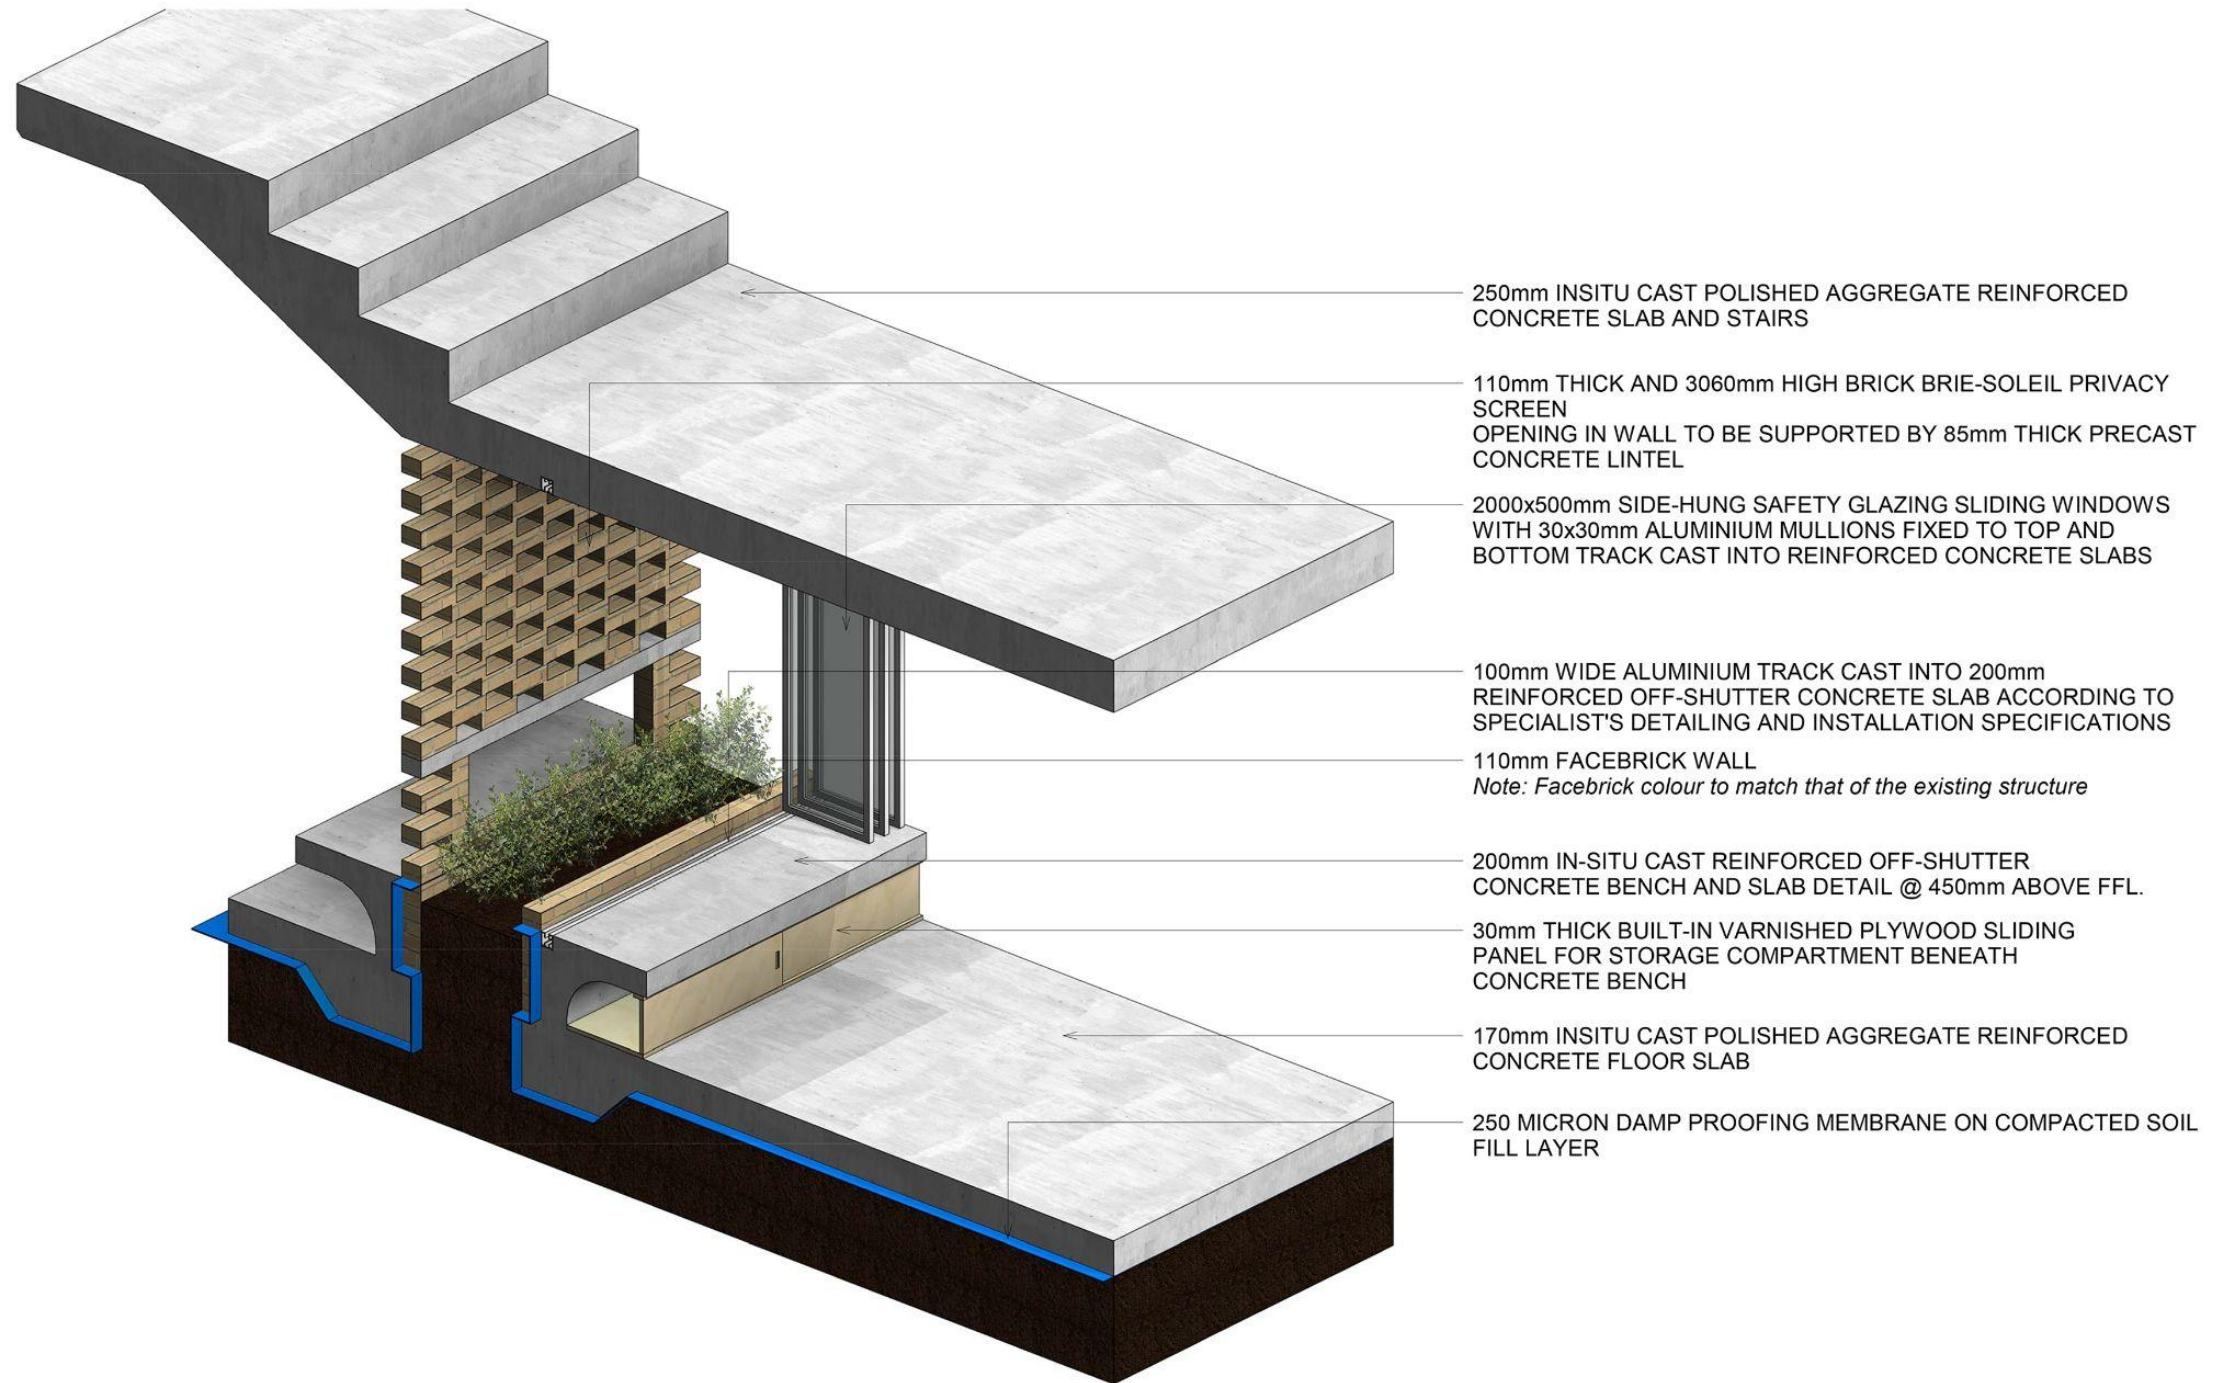 250mm INSITU CAST POLISHED AGGREGATE REINFORCED
CONCRETE SLAB AND STAIRS
110mm THICK AND 3060mm HIGH BRICK BRIE-SOLEIL PRIVACY
SCREEN
OPENING IN WALL TO BE SUPPORTED BY 85mm THICK PRECAST
CONCRETE LINTEL
2000x500mm SIDE-HUNG SAFETY GLAZING SLIDING WINDOWS
WITH 30x30mm ALUMINIUM MULLIONS FIXED TO TOP AND
BOTTOM TRACK CAST INTO REINFORCED CONCRETE SLABS
100mm WIDE ALUMINIUM TRACK CAST INTO 200mm
REINFORCED OFF-SHUTTER CONCRETE SLAB ACCORDING TO
SPECIALIST'S DETAILING AND INSTALLATION SPECIFICATIONS
110mm FACEBRICK WALL
Note: Facebrick colour to match that of the existing structure
200mm IN-SITU CAST REINFORCED OFF-SHUTTER
CONCRETE BENCH AND SLAB DETAIL @ 450mm ABOVE FFL.
30mm THICK BUILT-IN VARNISHED PLYWOOD SLIDING
PANEL FOR STORAGE COMPARTMENT BENEATH
CONCRETE BENCH
170mm INSITU CAST POLISHED AGGREGATE REINFORCED
CONCRETE FLOOR SLAB
250 MICRON DAMP PROOFING MEMBRANE ON COMPACTED SOIL
FILL LAYER